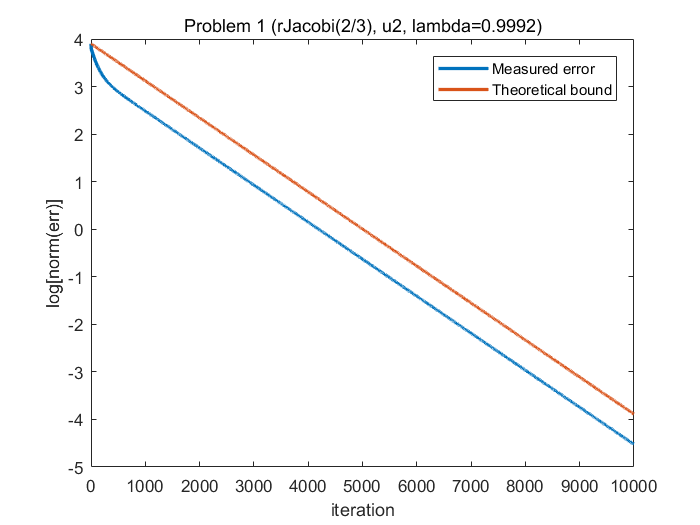 Problem 1 (rJacobi(2/3), u2, lambda=0.9992)
Measured error
Theoretical bound
log[norm(err)]
4
3
2
1
0
-1
-2
-3
-4
-5
0 1000 2000 3000 4000 5000 6000 7000 8000 9000 10000
iteration